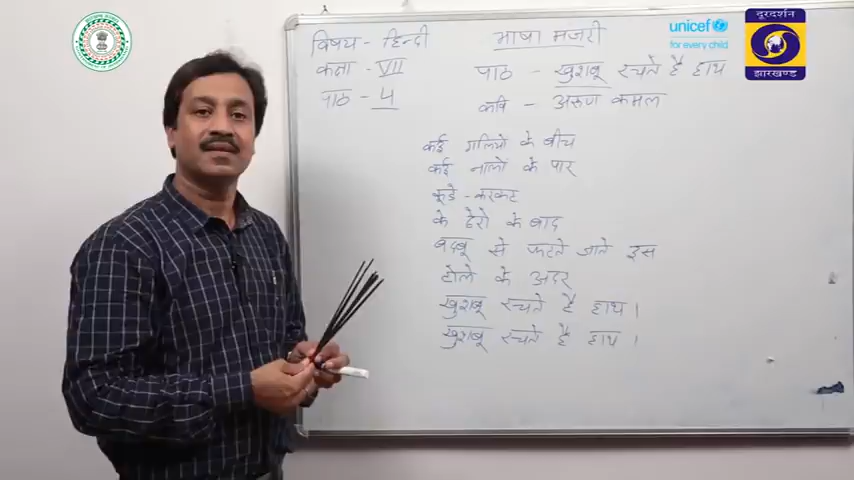 विषय - हिन्दी
भाषा मंजरी
कक्षा - VII
पाठ - खुशबू रचते है हाथ
पाठ - 4
कवि - अरुण कमल
कई गलियो के बीच
कई नालों के पार
कूडे - करकट
के ढेरो के बाद
बदबू से फटते जाते इस
टोले के अंदर
खुशबू रचते है हाथ।
खुशबू रचते है हाथ।
unicef
for every child
दूरदर्शन
झारखण्ड